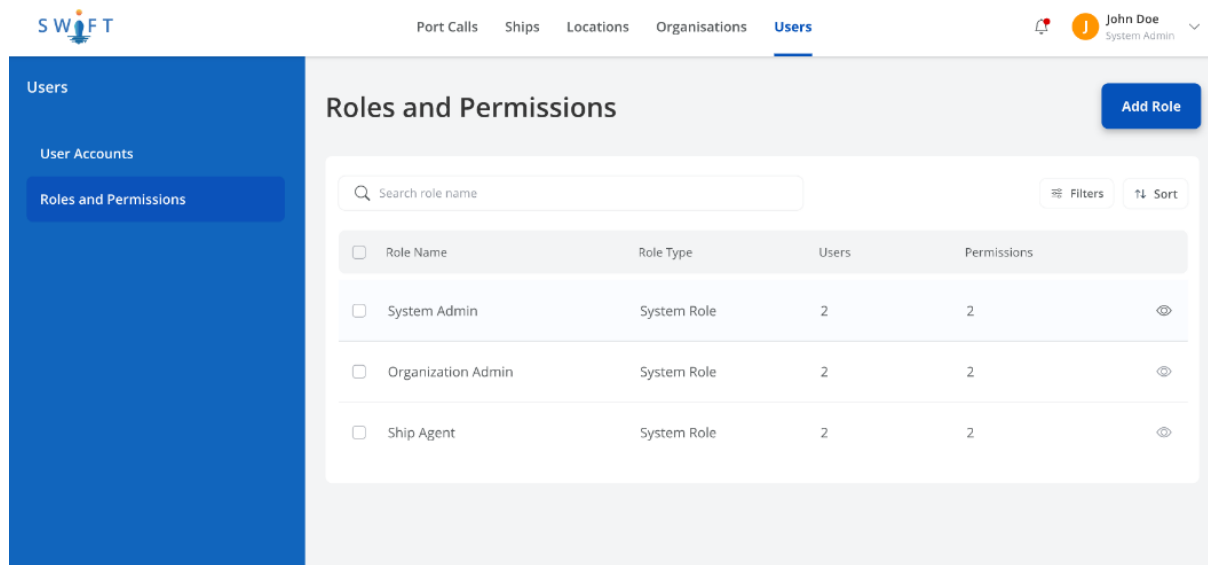 SWiFT
Port Calls Ships Locations Organisations Users
J
John Doe
System Admin
Users
User Accounts
Roles and Permissions
Roles and Permissions
Add Role
Search role name
Filters
Sort
Role Name Role Type Users Permissions
System Admin System Role 2 2
Organization Admin System Role 2 2
Ship Agent System Role 2 2